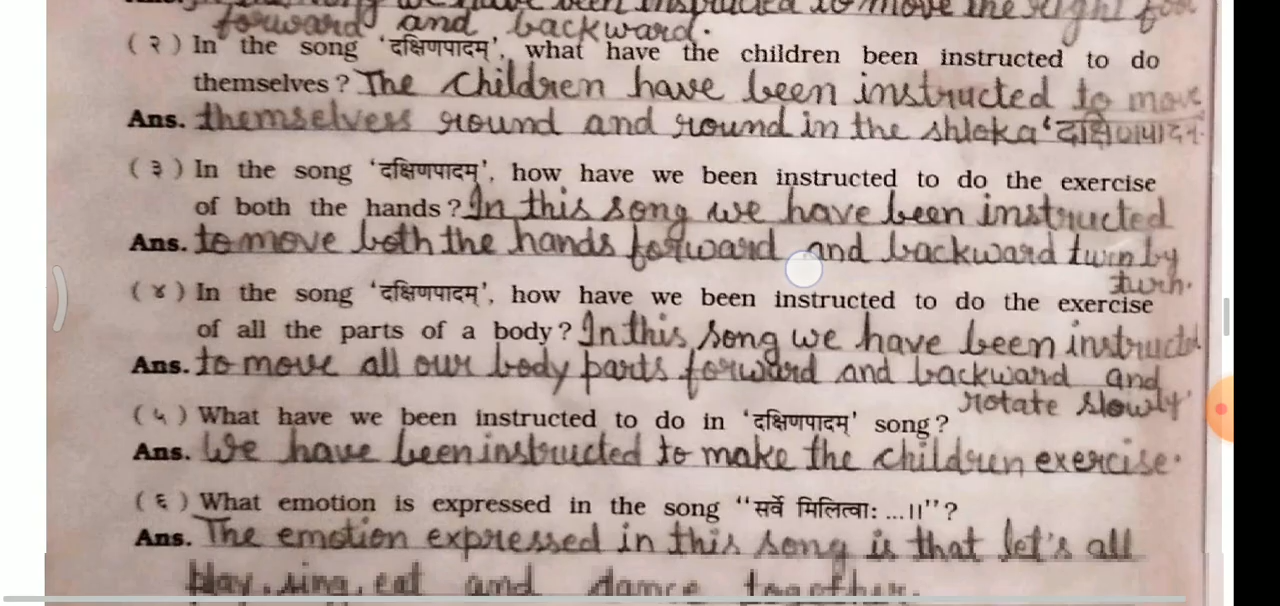 been instructed to move the right foot
forward and backward.
( २ ) In the song 'दक्षिणपादम्', what have the children been instructed to do
themselves ? The children have been instructed to move
Ans. themselvess round and round in the shloka 'दक्षिणपादम्
( ३ ) In the song 'दक्षिणपादम्', how have we been instructed to do the exercise
of both the hands ? In this song we have been instructed
Ans. to move both the hands forward and backward turn by
turn.
( ४ ) In the song 'दक्षिणपादम्', how have we been instructed to do the exercise
of all the parts of a body ? In this song we have been instructed
Ans. to move all our body parts forward and backward and
rotate slowly
( ५ ) What have we been instructed to do in 'दक्षिणपादम्' song ?
Ans. We have been instructed to make the children exercise.
( ६ ) What emotion is expressed in the song "सर्वे मिलित्वाः ...।।" ?
Ans. The emotion expressed in this song is that let's all
play, sing, eat and dance together.